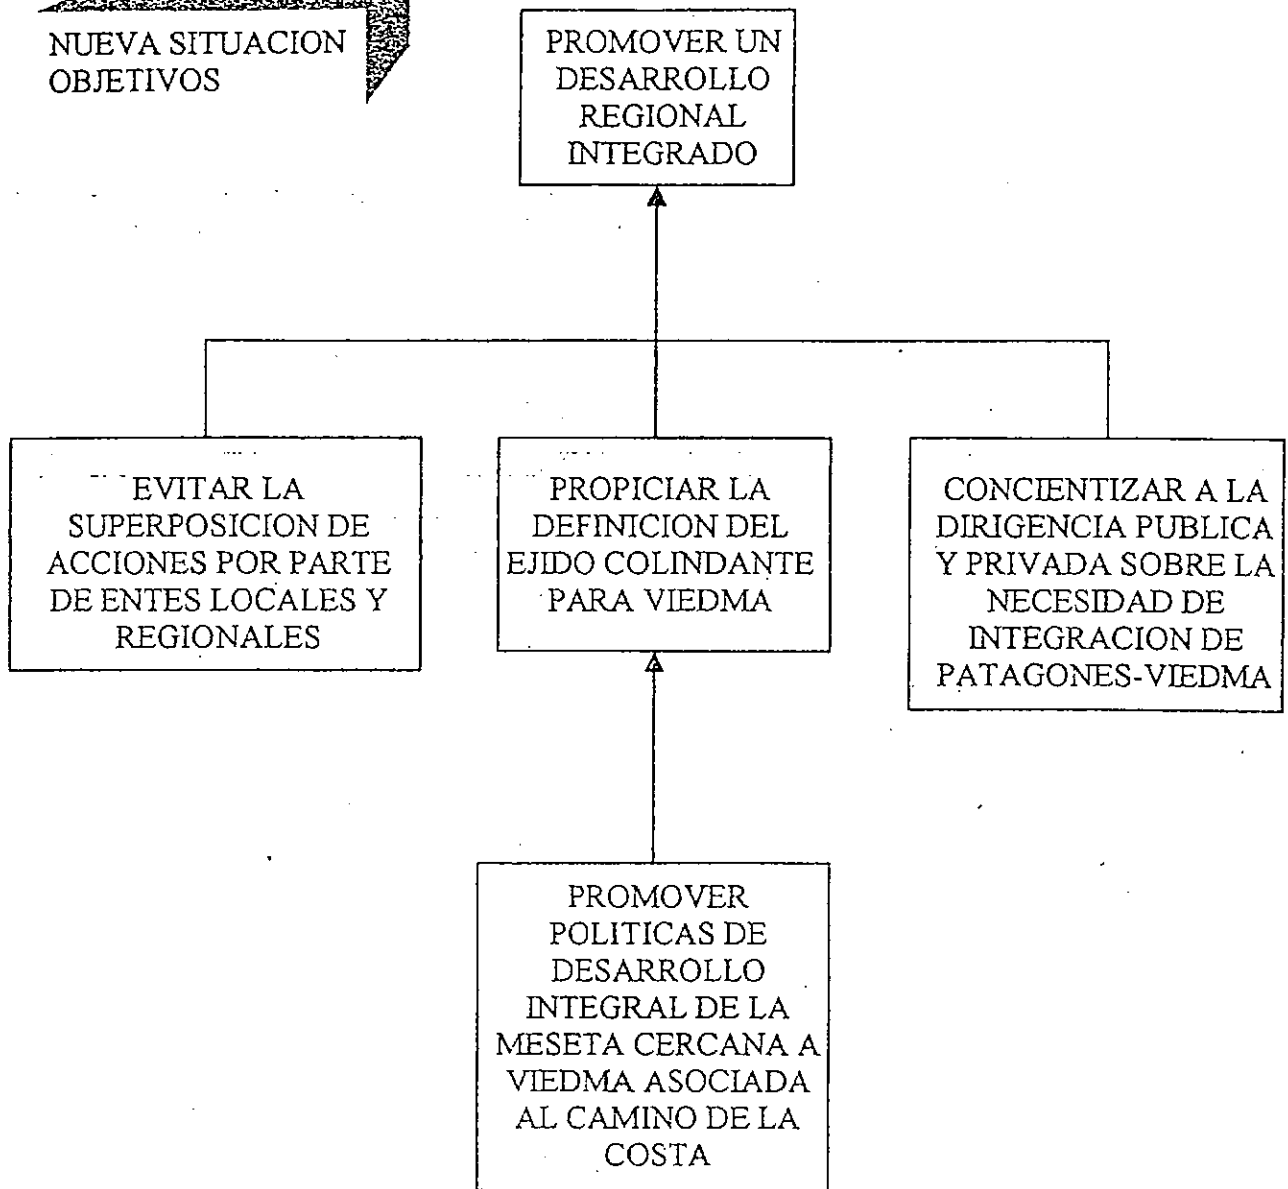 NUEVA SITUACION
OBJETIVOS
PROMOVER UN
DESARROLLO
REGIONAL
INTEGRADO
EVITAR LA
SUPERPOSICION DE
ACCIONES POR PARTE
DE ENTES LOCALES Y
REGIONALES
PROPICIAR LA
DEFINICION DEL
EJIDO COLINDANTE
PARA VIEDMA
CONCIENTIZAR A LA
DIRIGENCIA PUBLICA
Y PRIVADA SOBRE LA
NECESIDAD DE
INTEGRACION DE
PATAGONES-VIEDMA
PROMOVER
POLITICAS DE
DESARROLLO
INTEGRAL DE LA
MESETA CERCANA A
VIEDMA ASOCIADA
AL CAMINO DE LA
COSTA